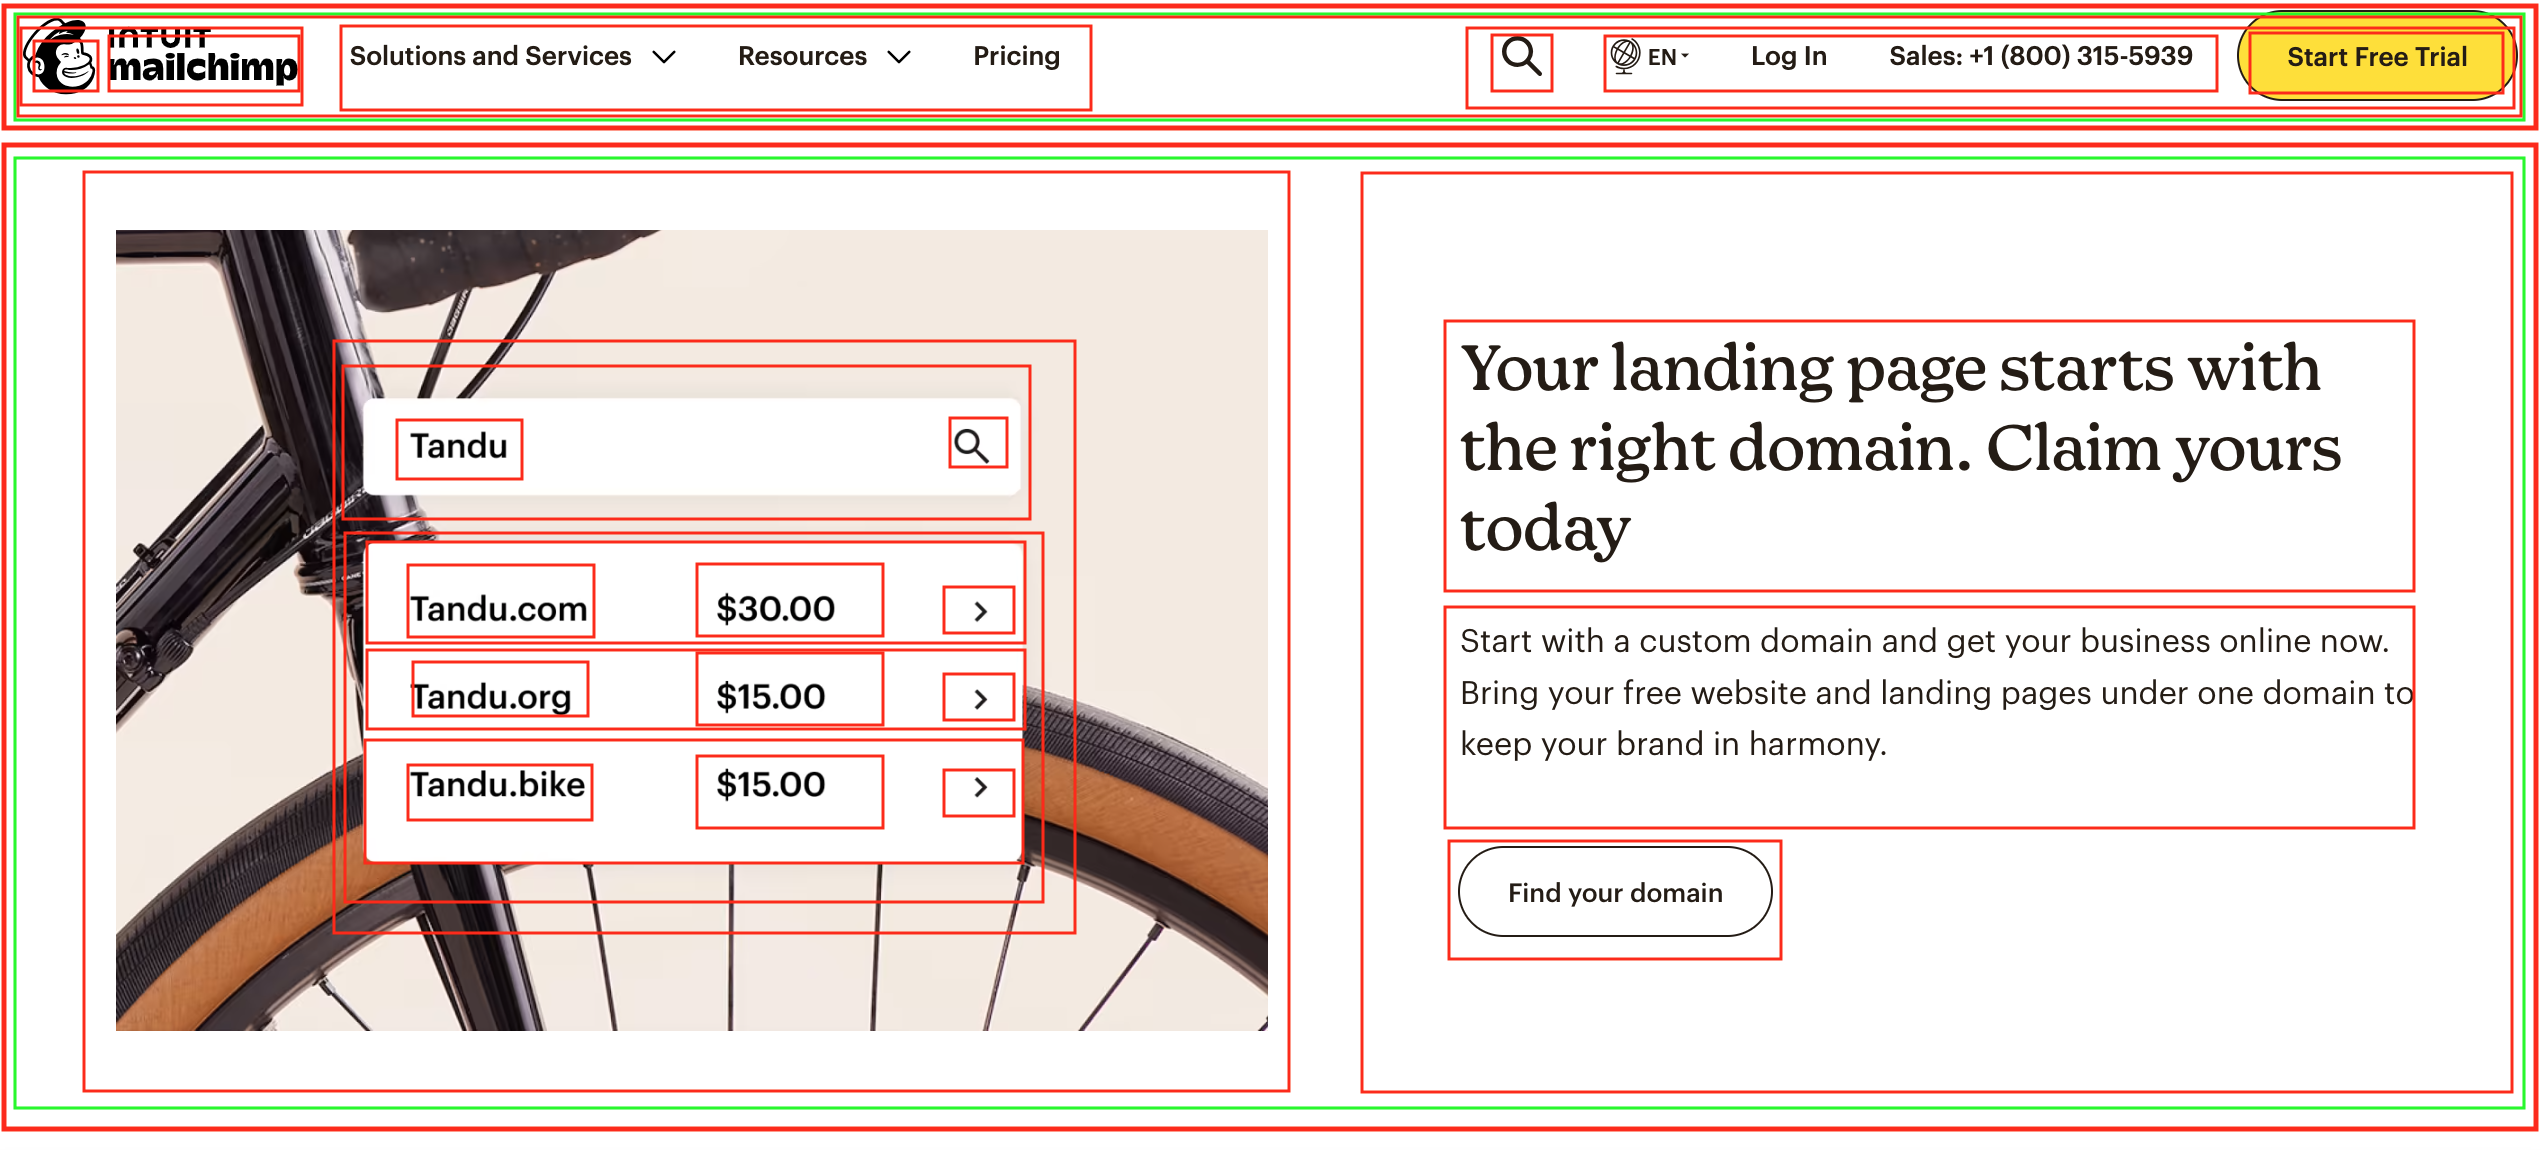 INTUIT
mailchimp
Solutions and Services
Resources
Pricing
EN
Log In
Sales: +1 (800) 315-5939
Start Free Trial
Tandu
Tandu.com $30.00
Tandu.org $15.00
Tandu.bike $15.00
Your landing page starts with
the right domain. Claim yours
today
Start with a custom domain and get your business online now.
Bring your free website and landing pages under one domain to
keep your brand in harmony.
Find your domain